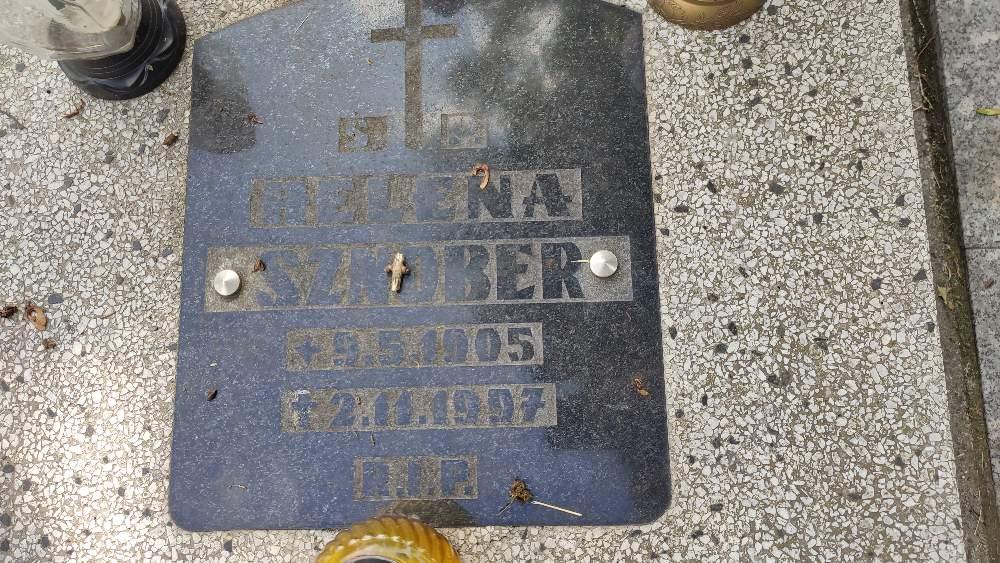 Ś P
HELENA
SZNOBER
+ 9.5.1905
† 2.11.1997
R.I.P.